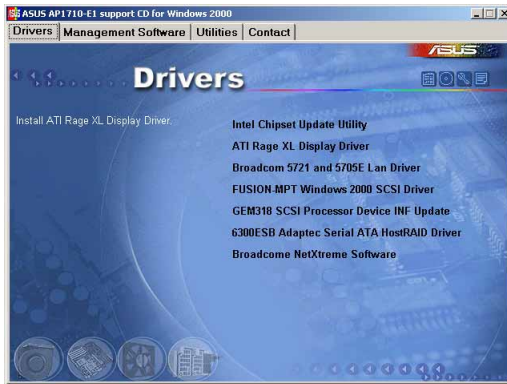 ASUS AP1710-E1 support CD for Windows 2000
Drivers Management Software Utilities Contact
ASUS
Drivers
Install ATI Rage XL Display Driver.
Intel Chipset Update Utility
ATI Rage XL Display Driver
Broadcom 5721 and 5705E Lan Driver
FUSION-MPT Windows 2000 SCSI Driver
GEM318 SCSI Processor Device INF Update
6300ESB Adaptec Serial ATA HostRAID Driver
Broadcome NetXtreme Software